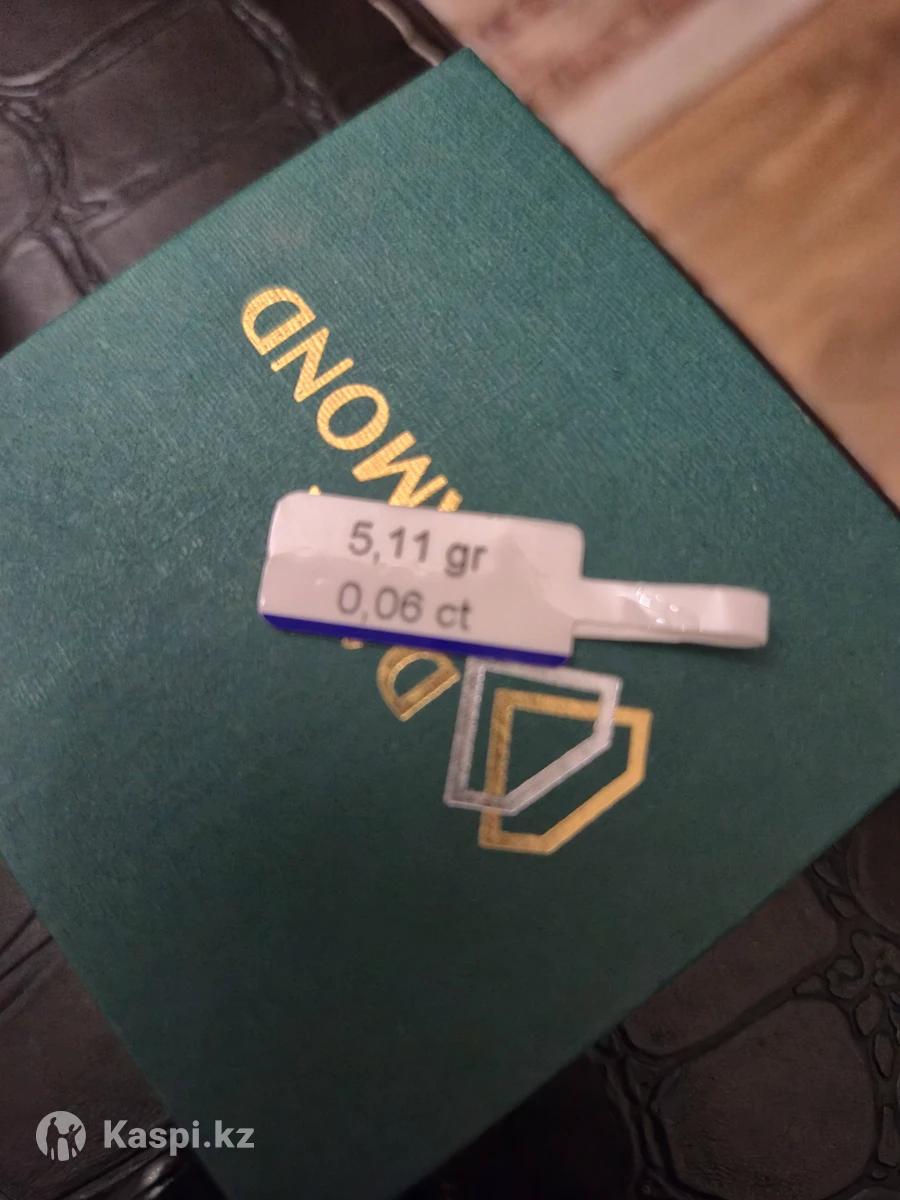 5,11 gr
0,06 ct
Kaspi.kz